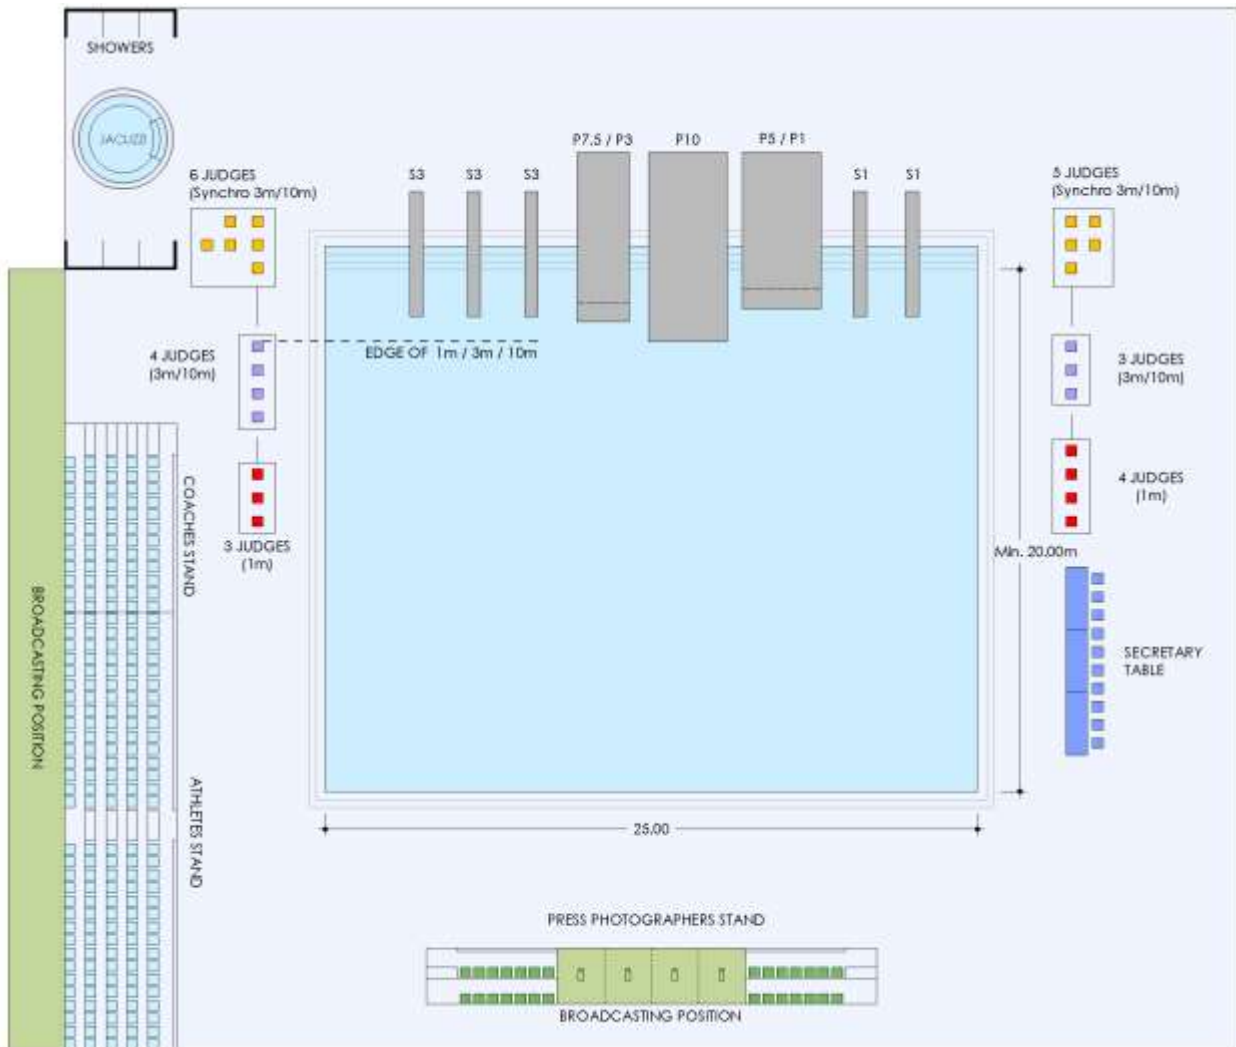 SHOWERS
JACUZZI
P7.5 / P3
P10
P5 / P1
6 JUDGES
(Synchro 3m/10m)
S3
S3
S3
S1
S1
5 JUDGES
(Synchro 3m/10m)
4 JUDGES
(3m/10m)
EDGE OF 1m / 3m / 10m
3 JUDGES
(3m/10m)
COACHES STAND
4 JUDGES
(1m)
3 JUDGES
(1m)
Min. 20.00m
BROADCASTING POSITION
SECRETARY
TABLE
ATHLETES STAND
25.00
PRESS PHOTOGRAPHERS STAND
BROADCASTING POSITION